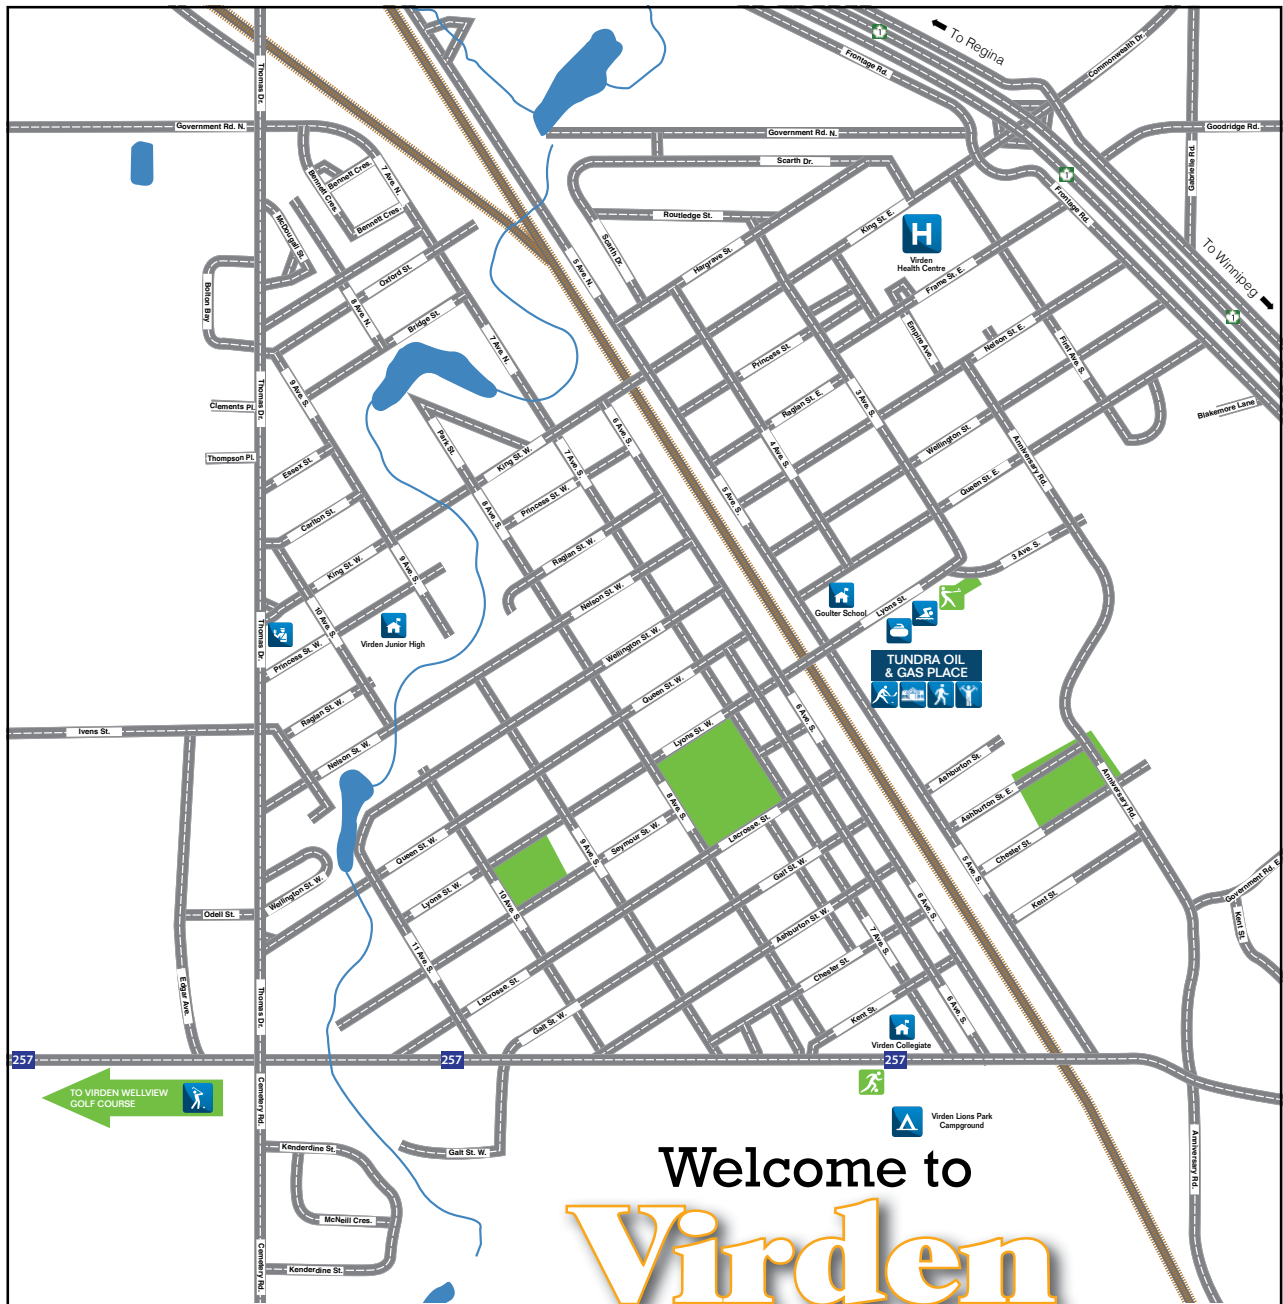 To Regina
1
Commonwealth Dr.
Frontage Rd.
Thomas Dr.
Government Rd. N.
Government Rd. N.
Goodridge Rd.
Gabrielle Rd.
Scarth Dr.
1
Frontage Rd.
Bennett Cres.
7 Ave. N.
Bennett Cres.
Bennett Cres.
McDougall St.
Routledge St.
King St. E.
H
Virden
Health Centre
To Winnipeg
1
Scarth Dr.
Hargrave St.
5 Ave. N.
Oxford St.
Frame St. E.
Bolton Bay
8 Ave. N.
Bridge St.
7 Ave. N.
Empire Ave.
Nelson St. E.
First Ave. S.
Princess St.
Thomas Dr.
9 Ave. S.
Clements Pl.
Raglan St. E.
3 Ave. S.
Blakemore Lane
Park St.
6 Ave. S.
King St. W.
7 Ave. S.
4 Ave. S.
Wellington St.
Anniversary Rd.
Thompson Pl.
Essex St.
Queen St. E.
5 Ave. S.
Princess St. W.
8 Ave. S.
Carlton St.
King St. W.
9 Ave. S.
Raglan St. W.
3 Ave. S.
Nelson St. W.
Goulter School
Lyons St.
10 Ave. S.
Thomas Dr.
Virden Junior High
Princess St. W.
Wellington St. W.
TUNDRA OIL
& GAS PLACE
Queen St. W.
Raglan St. W.
6 Ave. S.
Ivens St.
Lyons St. W.
Nelson St. W.
Ashburton St.
Ashburton St. E.
Anniversary Rd.
8 Ave. S.
Lacrosse. St.
Seymour St. W.
Queen St. W.
9 Ave. S.
Chester St.
5 Ave. S
Galt St. W.
Wellington St. W.
Lyons St. W.
10 Ave. S.
Kent St.
Government Rd. E.
Kent St.
6 Ave. S.
Odell St.
Ashburton St. W.
7 Ave. S.
11 Ave. S.
Chester St.
Edgar Ave.
Lacrosse. St.
Thomas Dr.
Galt St. W.
Kent St.
6 Ave. S.
Virden Collegiate
257
257
257
TO VIRDEN WELLVIEW
GOLF COURSE
Cemetery Rd.
Virden Lions Park
Campground
Kenderdine St.
Galt St. W.
Anniversary Rd.
McNeill Cres.
Cemetery Rd.
Kenderdine St.
Welcome to
Virden